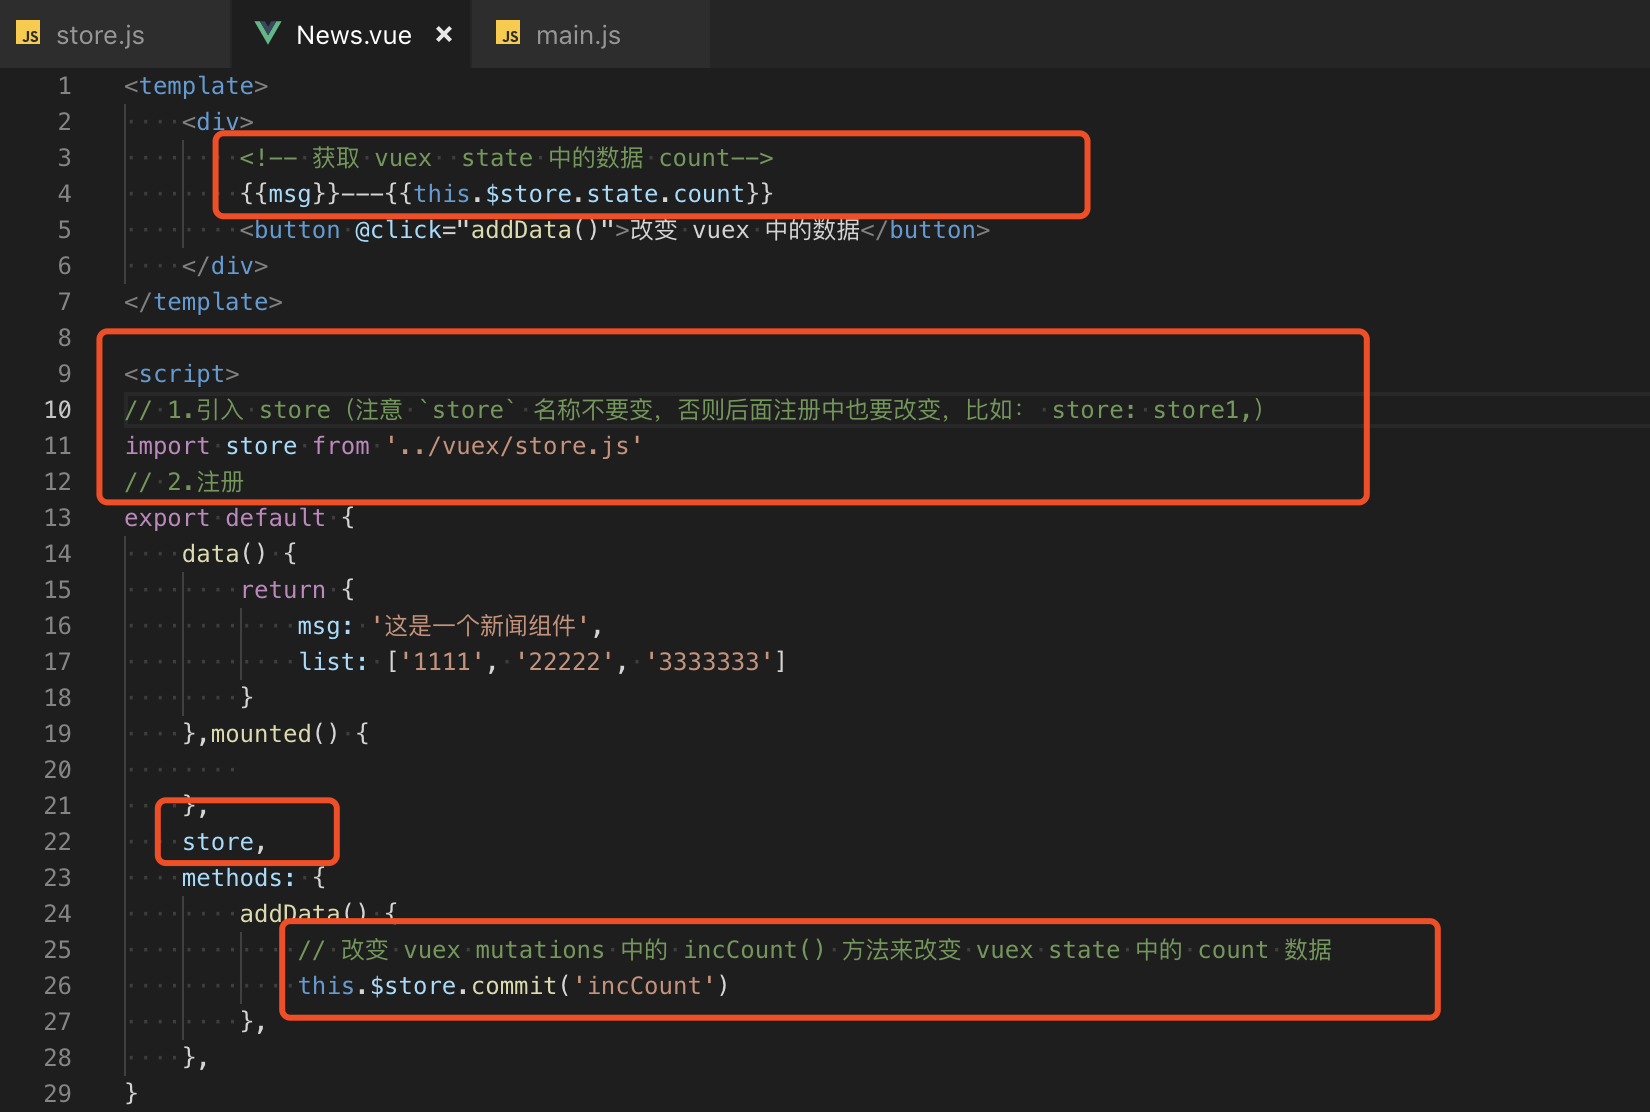 JS store.js News.vue × JS main.js
1 <template>
2 <div>
3 <!-- 获取 vuex  state 中的数据 count-->
4 {{msg}}---{{this.$store.state.count}}
5 <button @click="addData()">改变 vuex 中的数据</button>
6 </div>
7 </template>
8
9 <script>
10 // 1.引入 store（注意 `store` 名称不要变，否则后面注册中也要改变，比如： store: store1,）
11 import store from '../vuex/store.js'
12 // 2.注册
13 export default {
14 data() {
15 return {
16 msg: '这是一个新闻组件',
17 list: ['1111', '22222', '3333333']
18 }
19 },mounted() {
20
21 },
22 store,
23 methods: {
24 addData() {
25 // 改变 vuex mutations 中的 incCount() 方法来改变 vuex state 中的 count 数据
26 this.$store.commit('incCount')
27 },
28 },
29 }